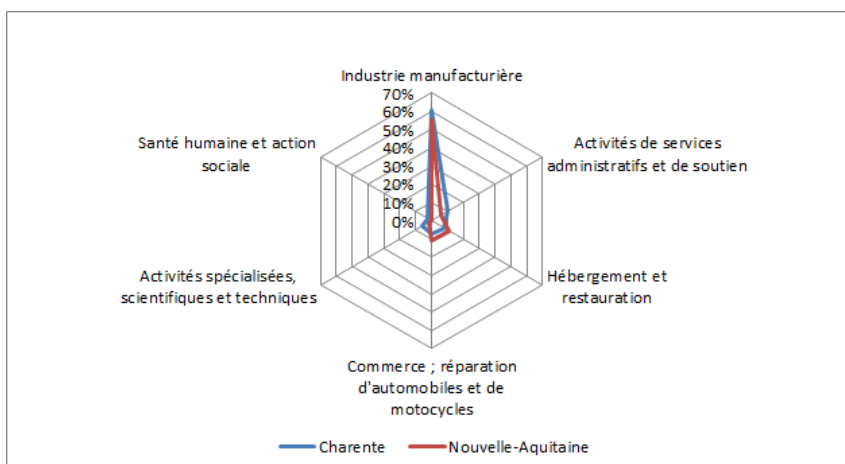 Industrie manufacturière
70%
60%
50%
40%
30%
20%
10%
0%
Activités de services
administratifs et de soutien
Hébergement et
restauration
Commerce ; réparation
d'automobiles et de
motocycles
Activités spécialisées,
scientifiques et techniques
Santé humaine et action
sociale
Charente
Nouvelle-Aquitaine